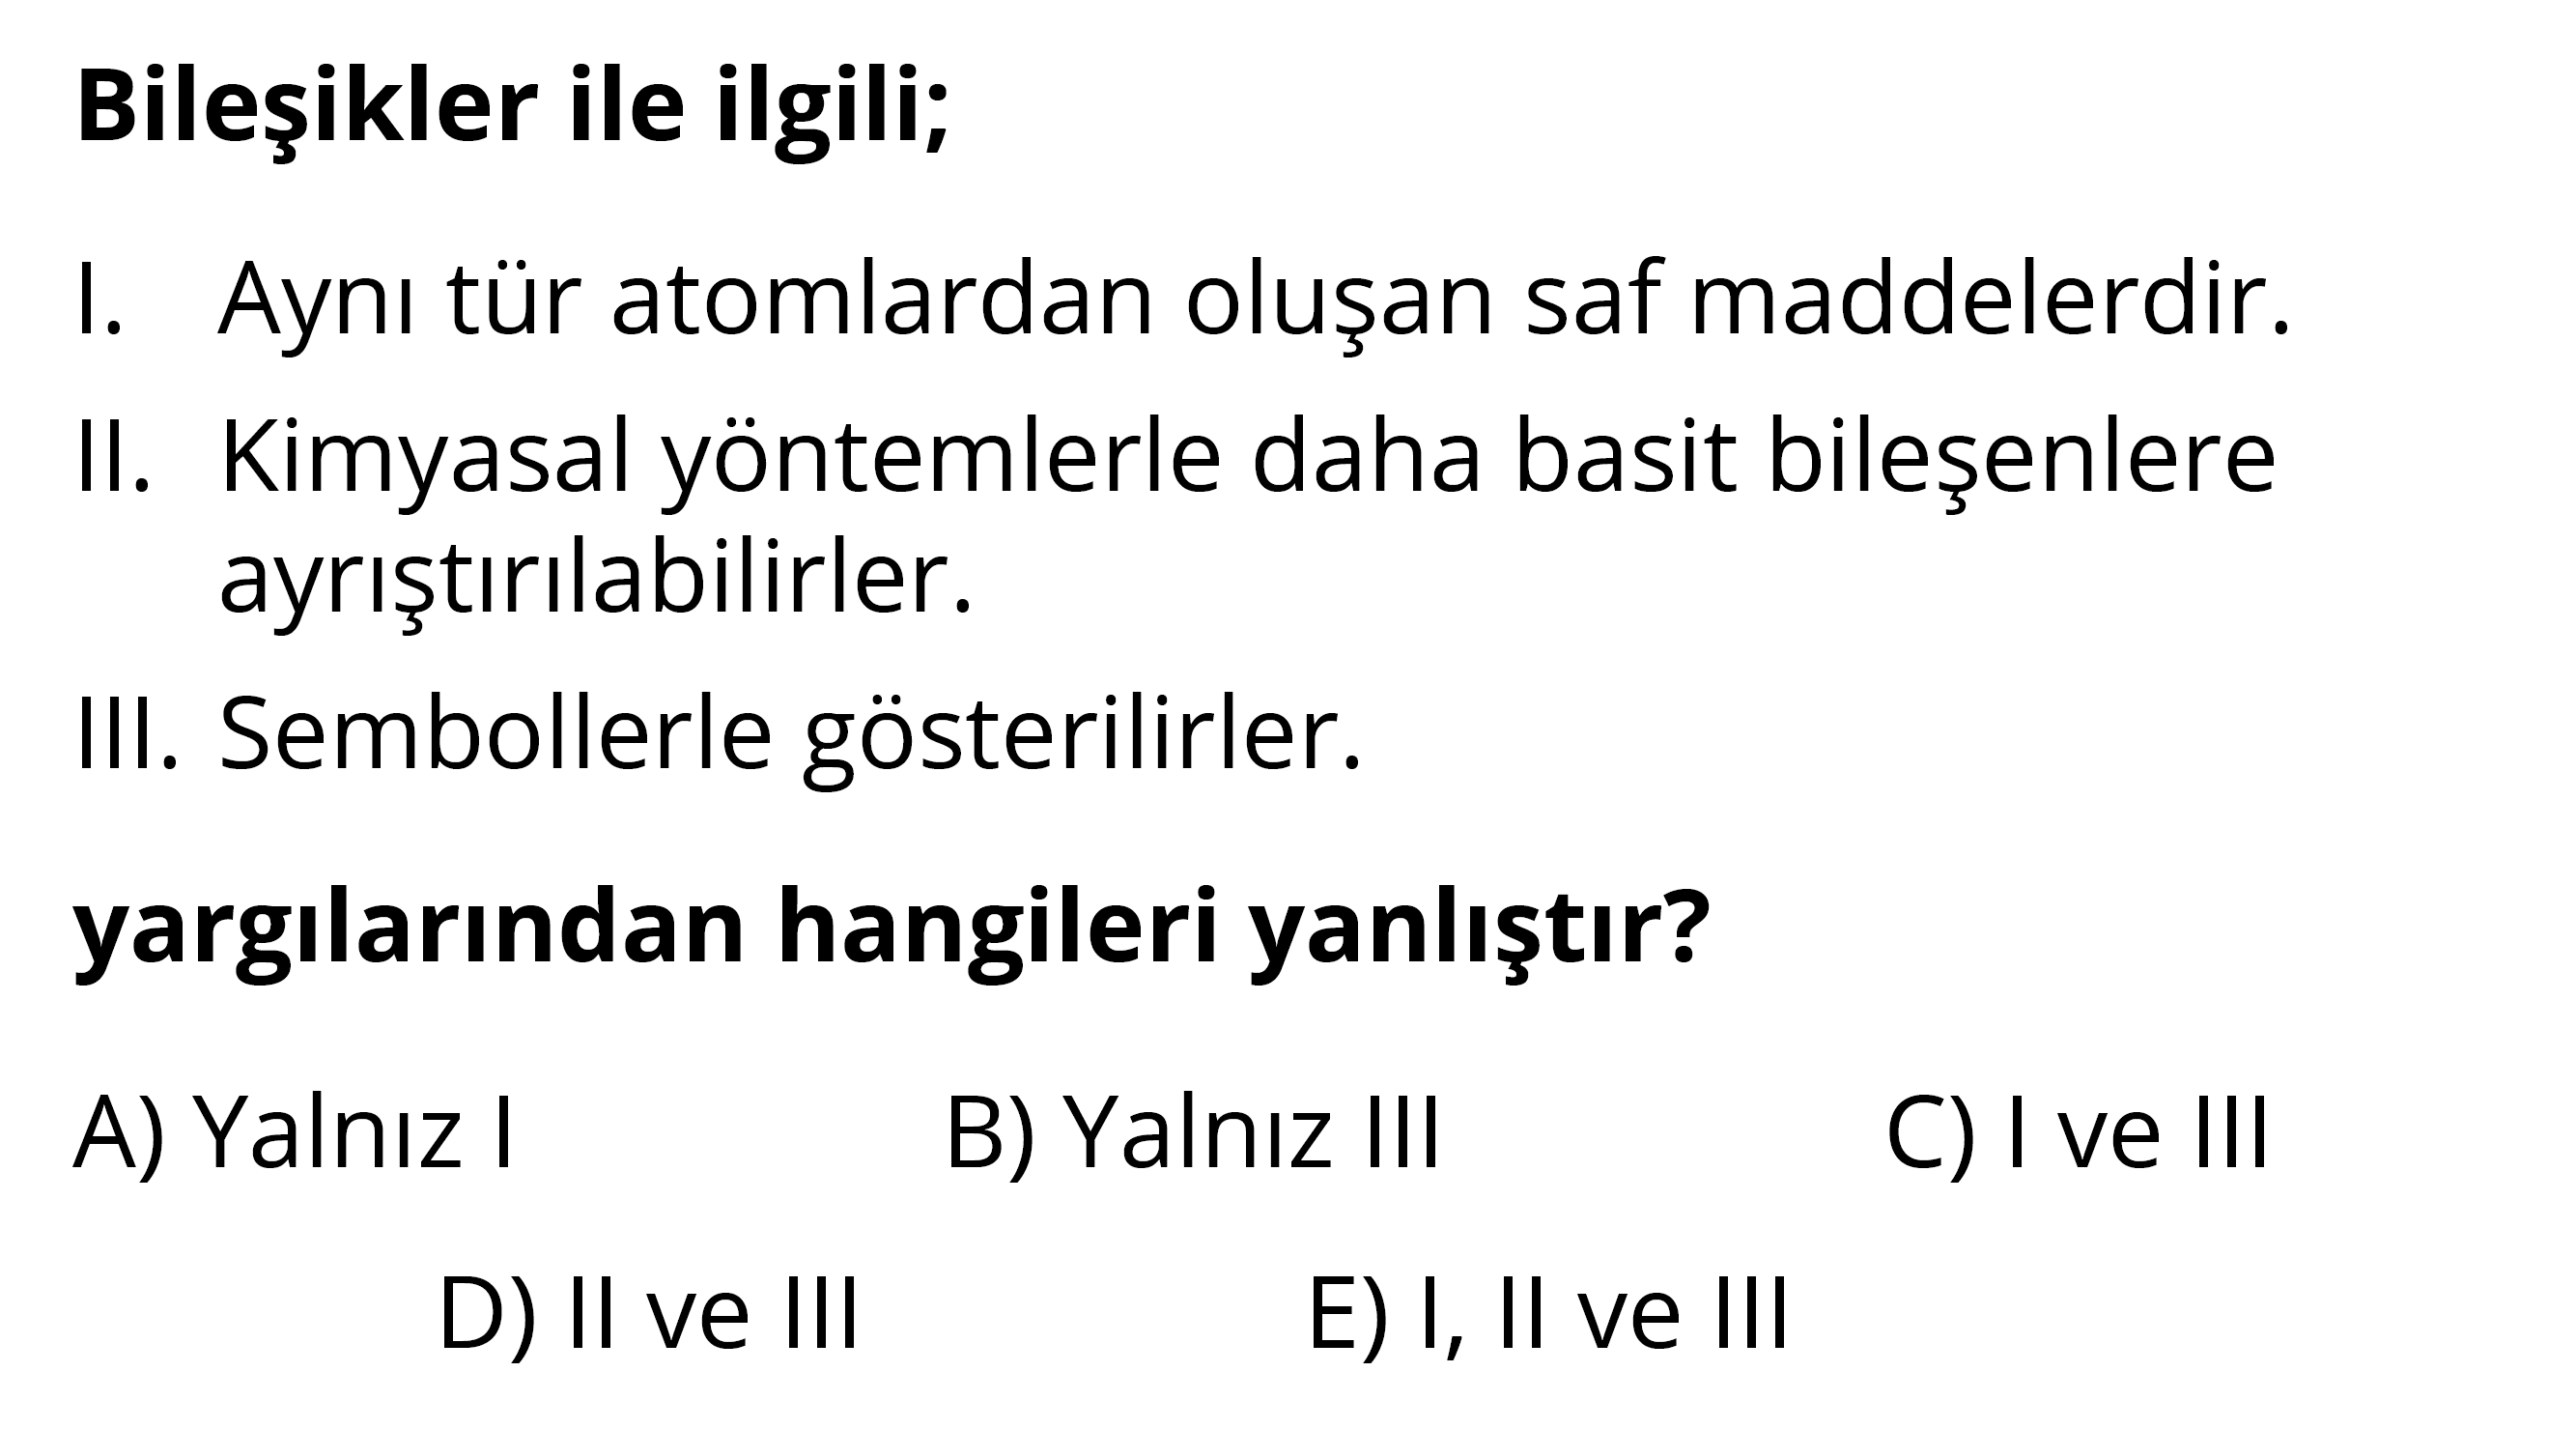 Bileşikler ile ilgili;
I. Aynı tür atomlardan oluşan saf maddelerdir.
II. Kimyasal yöntemlerle daha basit bileşenlere
ayrıştırılabilirler.
III. Sembollerle gösterilirler.
yargılarından hangileri yanlıştır?
A) Yalnız I B) Yalnız III C) I ve III
D) II ve III E) I, II ve III